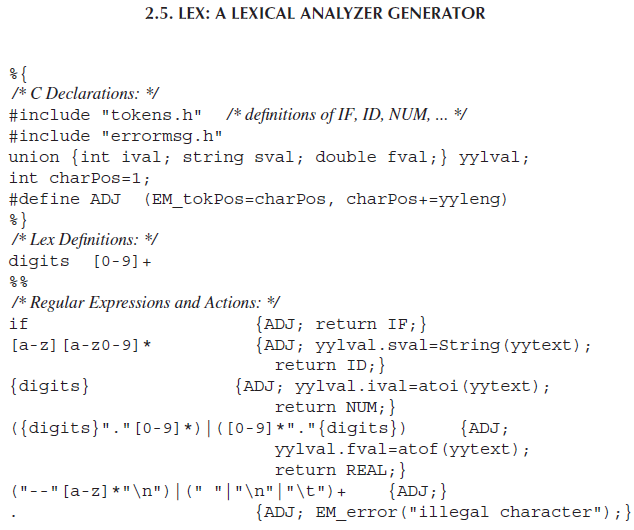 2.5. LEX: A LEXICAL ANALYZER GENERATOR
%{
/* C Declarations: */
#include "tokens.h" /* definitions of IF, ID, NUM, ... */
#include "errormsg.h"
union {int ival; string sval; double fval;} yylval;
int charPos=1;
#define ADJ (EM_tokPos=charPos, charPos+=yyleng)
%}
/* Lex Definitions: */
digits [0-9]+
%%
/* Regular Expressions and Actions: */
if {ADJ; return IF;}
[a-z][a-z0-9]* {ADJ; yylval.sval=String(yytext);
return ID;}
{digits} {ADJ; yylval.ival=atoi(yytext);
return NUM;}
({digits}"."[0-9]*)|([0-9]*"."{digits}) {ADJ;
yylval.fval=atof(yytext);
return REAL;}
("--"[a-z]*"\n")|(" "|"\n"|"\t")+ {ADJ;}
. {ADJ; EM_error("illegal character");}